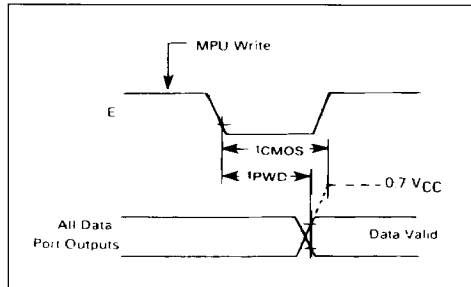 MPU Write
E
tCMOS
tPWD
0.7 VCC
All Data
Port Outputs
Data Valid